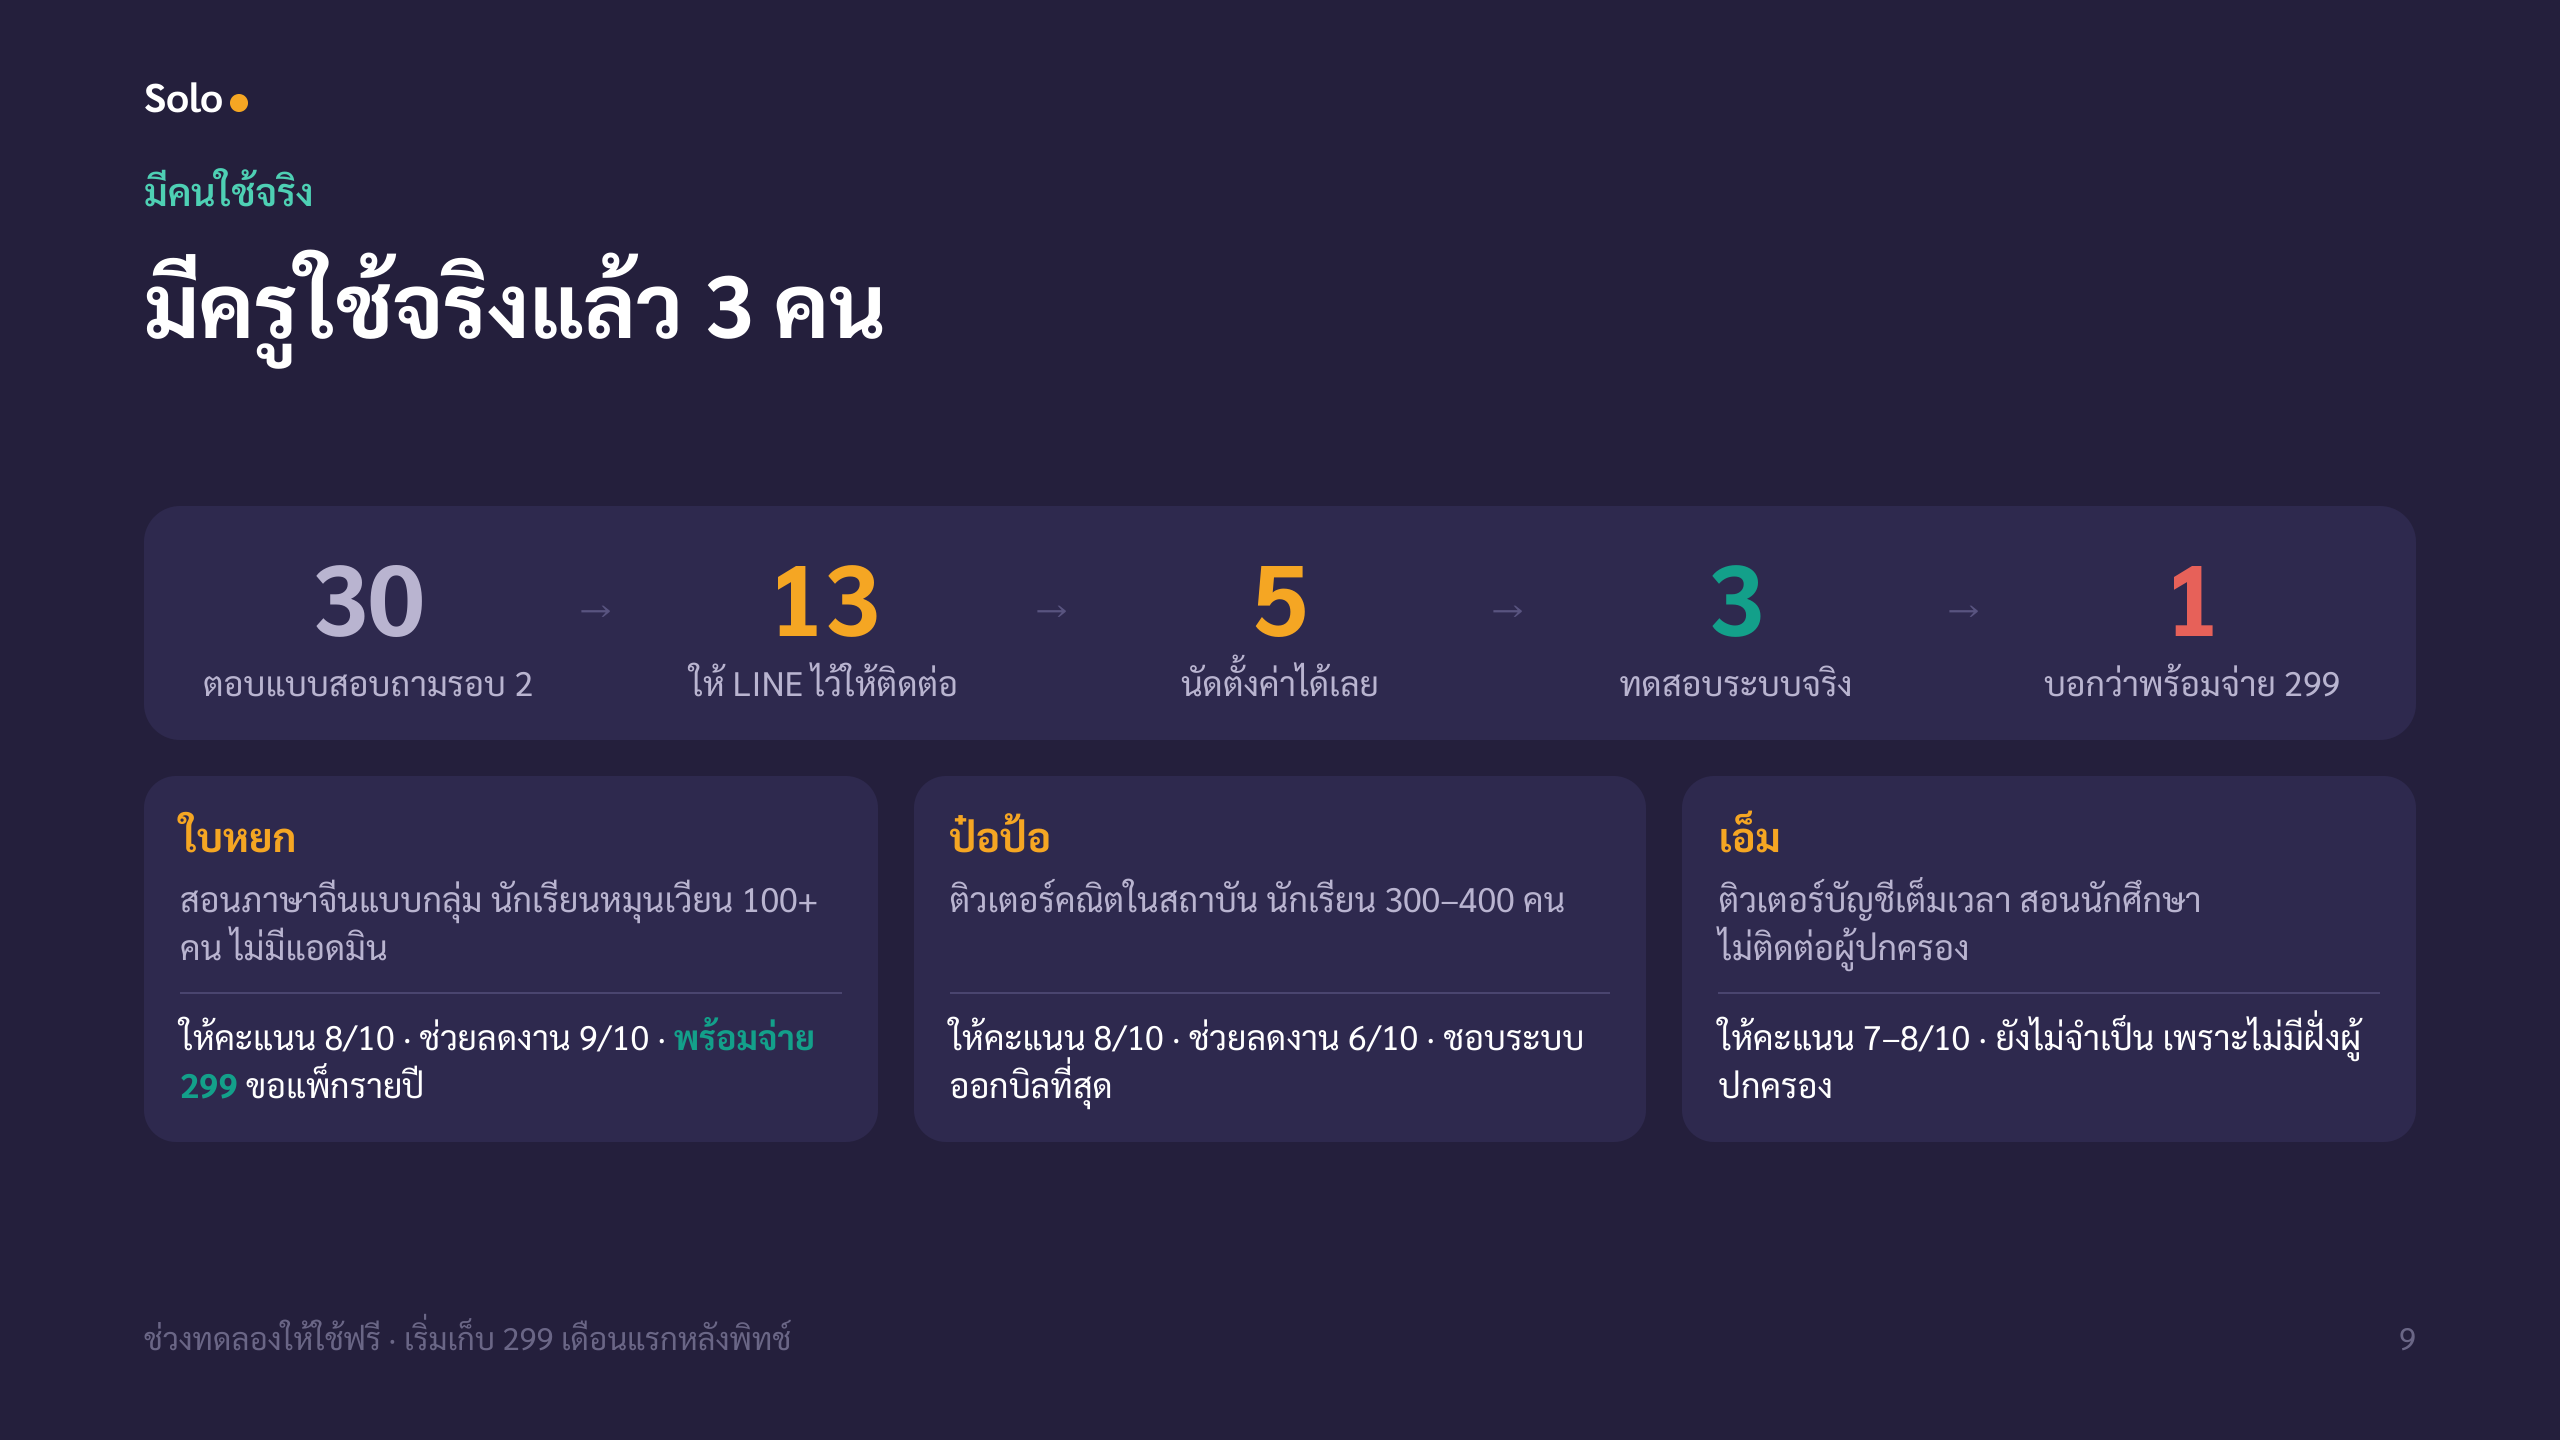 Solo
มีคนใช้จริง
มีครูใช้จริงแล้ว 3 คน
30 → 13 → 5 → 3 → 1
ตอบแบบสอบถามรอบ 2 ให้ LINE ไว้ให้ติดต่อ นัดตั้งค่าได้เลย ทดสอบระบบจริง บอกว่าพร้อมจ่าย 299
ใบหยก
สอนภาษาจีนแบบกลุ่ม นักเรียนหมุนเวียน 100+
คน ไม่มีแอดมิน
ให้คะแนน 8/10 · ช่วยลดงาน 9/10 · พร้อมจ่าย
299 ขอแพ็กรายปี
ป๋อป้อ
ติวเตอร์คณิตในสถาบัน นักเรียน 300–400 คน
ให้คะแนน 8/10 · ช่วยลดงาน 6/10 · ชอบระบบ
ออกบิลที่สุด
เอ็ม
ติวเตอร์บัญชีเต็มเวลา สอนนักศึกษา
ไม่ติดต่อผู้ปกครอง
ให้คะแนน 7–8/10 · ยังไม่จำเป็น เพราะไม่มีฝั่งผู้
ปกครอง
ช่วงทดลองให้ใช้ฟรี · เริ่มเก็บ 299 เดือนแรกหลังพิทช์
9